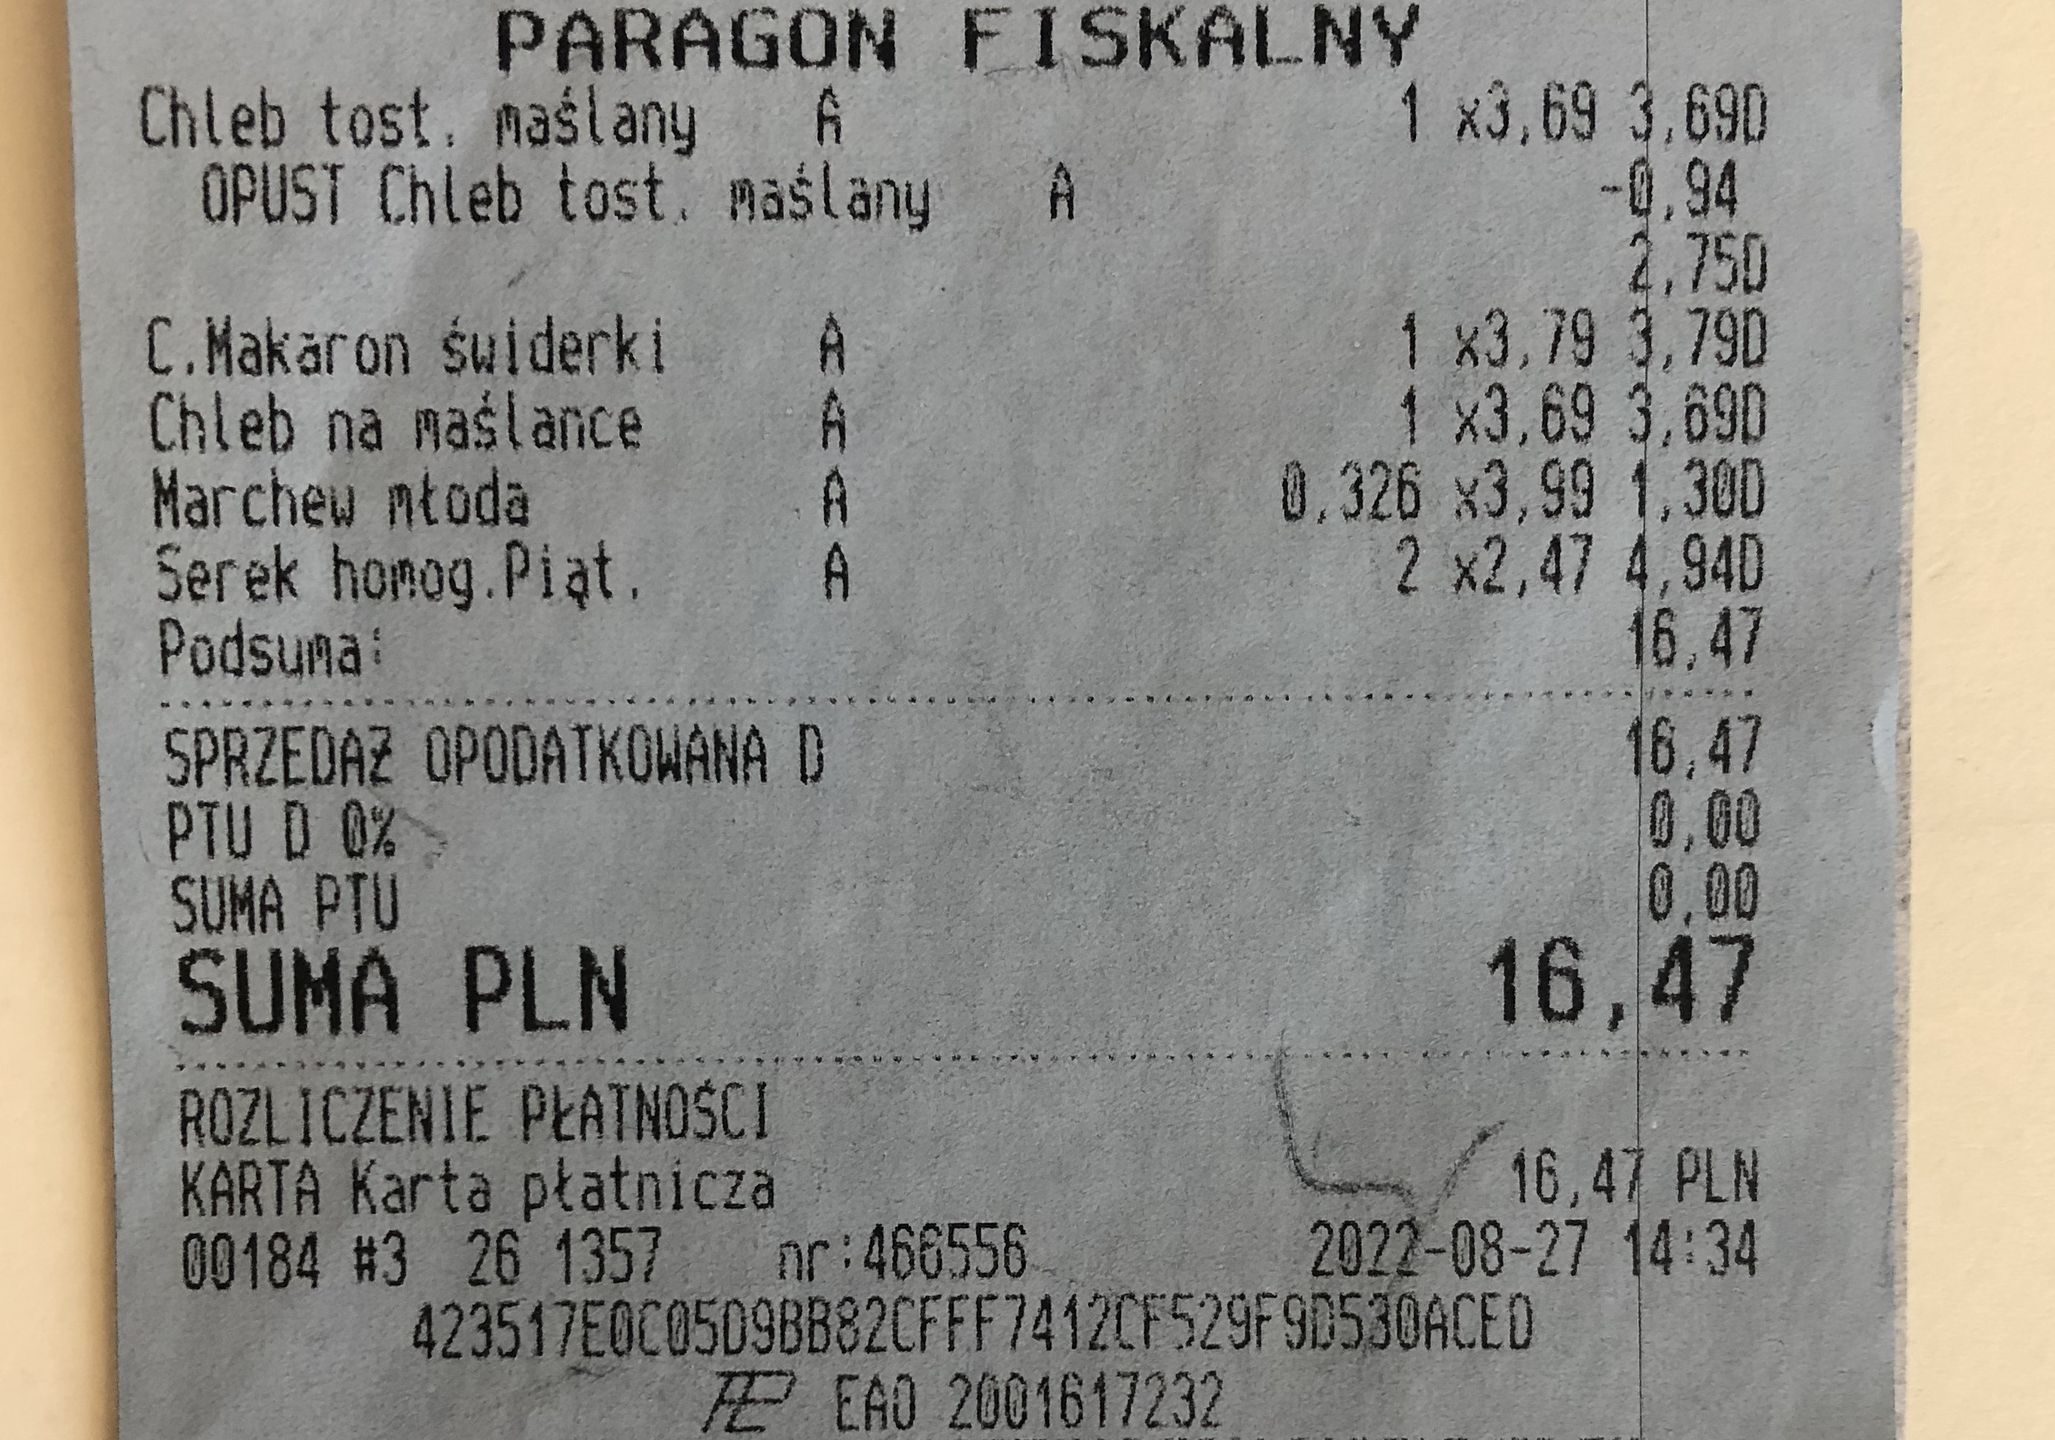 PARAGON FISKALNY
Chleb tost. maślany A 1 x3,69 3,69D
OPUST Chleb tost. maślany A -0,94
2,75D
C.Makaron świderki A 1 x3,79 3,79D
Chleb na maślance A 1 x3,69 3,69D
Marchew młoda A 0,326 x3,99 1,30D
Serek homog.Piąt. A 2 x2,47 4,94D
Podsuma: 16,47
SPRZEDAŻ OPODATKOWANA D 16,47
PTU D 0% 0,00
SUMA PTU 0,00
SUMA PLN 16,47
ROZLICZENIE PŁATNOŚCI
KARTA Karta płatnicza 16,47 PLN
00184 #3 26 1357 nr:466556 2022-08-27 14:34
423517E0C05D9BB82CFFF7412CF529F9D530ACED
EAO 2001617232